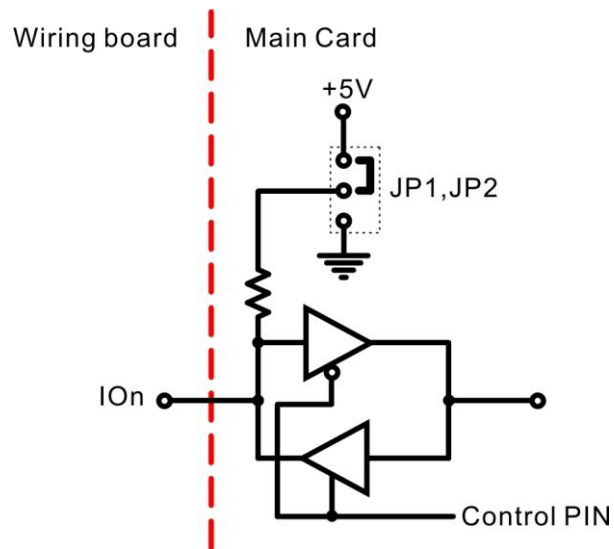 Wiring board
Main Card
+5V
JP1,JP2
IOn
Control PIN